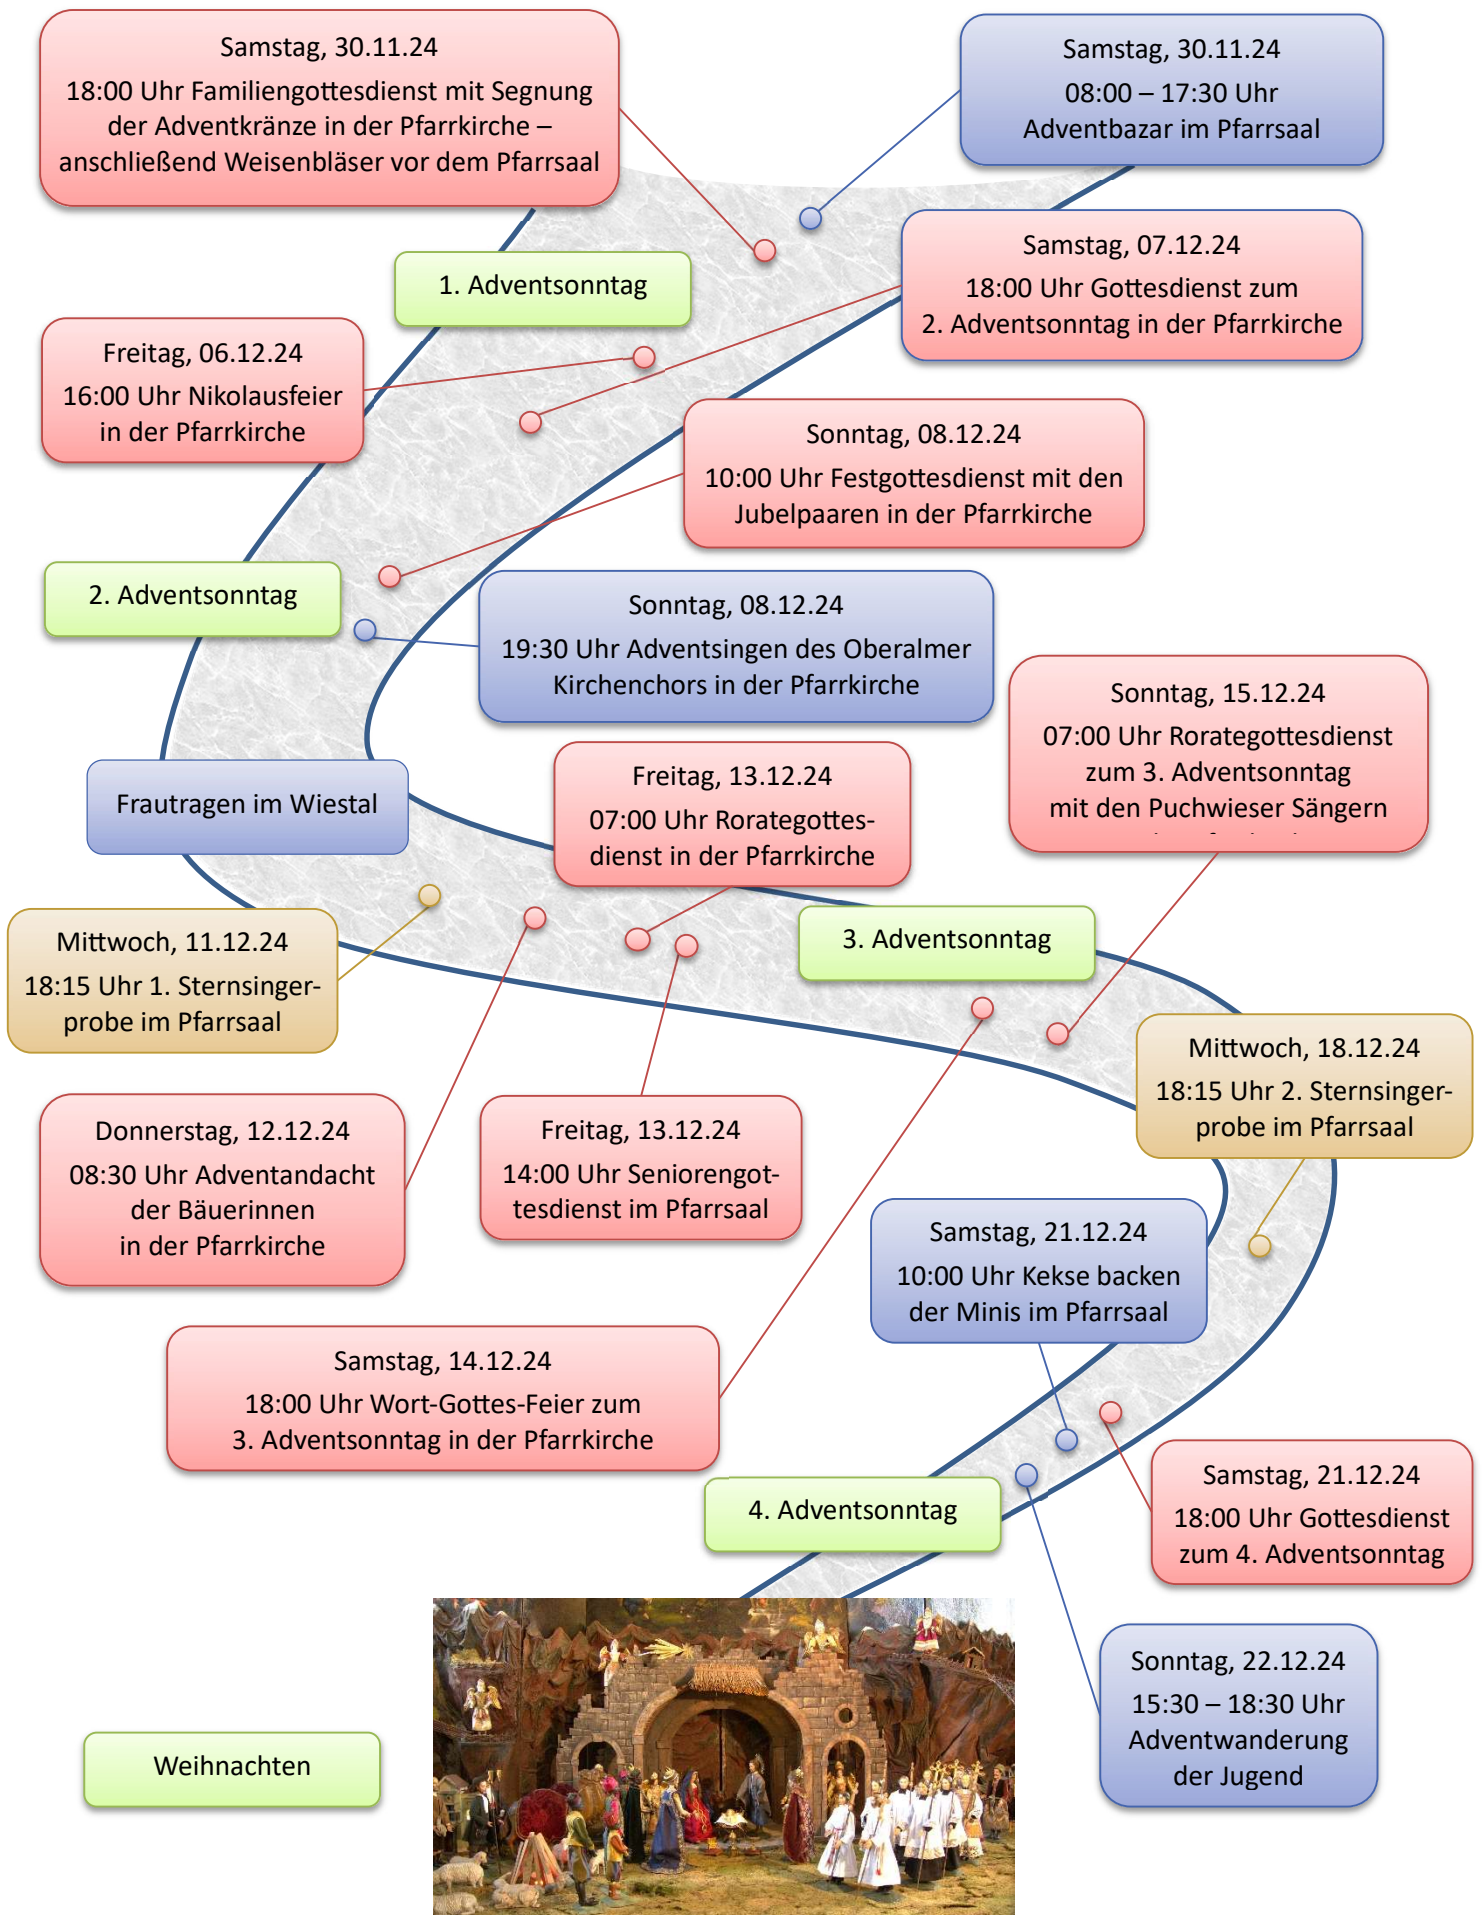 Samstag, 30.11.24
18:00 Uhr Familiengottesdienst mit Segnung
der Adventkränze in der Pfarrkirche –
anschließend Weisenbläser vor dem Pfarrsaal
Samstag, 30.11.24
08:00 – 17:30 Uhr
Adventbazar im Pfarrsaal
1. Adventsonntag
Samstag, 07.12.24
18:00 Uhr Gottesdienst zum
2. Adventsonntag in der Pfarrkirche
Freitag, 06.12.24
16:00 Uhr Nikolausfeier
in der Pfarrkirche
Sonntag, 08.12.24
10:00 Uhr Festgottesdienst mit den
Jubelpaaren in der Pfarrkirche
2. Adventsonntag
Sonntag, 08.12.24
19:30 Uhr Adventsingen des Oberalmer
Kirchenchors in der Pfarrkirche
Sonntag, 15.12.24
07:00 Uhr Rorategottesdienst
zum 3. Adventsonntag
mit den Puchwieser Sängern
Frautragen im Wiestal
Freitag, 13.12.24
07:00 Uhr Rorategottes-
dienst in der Pfarrkirche
3. Adventsonntag
Mittwoch, 11.12.24
18:15 Uhr 1. Sternsinger-
probe im Pfarrsaal
Mittwoch, 18.12.24
18:15 Uhr 2. Sternsinger-
probe im Pfarrsaal
Donnerstag, 12.12.24
08:30 Uhr Adventandacht
der Bäuerinnen
in der Pfarrkirche
Freitag, 13.12.24
14:00 Uhr Seniorengot-
tesdienst im Pfarrsaal
Samstag, 21.12.24
10:00 Uhr Kekse backen
der Minis im Pfarrsaal
Samstag, 14.12.24
18:00 Uhr Wort-Gottes-Feier zum
3. Adventsonntag in der Pfarrkirche
Samstag, 21.12.24
18:00 Uhr Gottesdienst
zum 4. Adventsonntag
4. Adventsonntag
Sonntag, 22.12.24
15:30 – 18:30 Uhr
Adventwanderung
der Jugend
Weihnachten